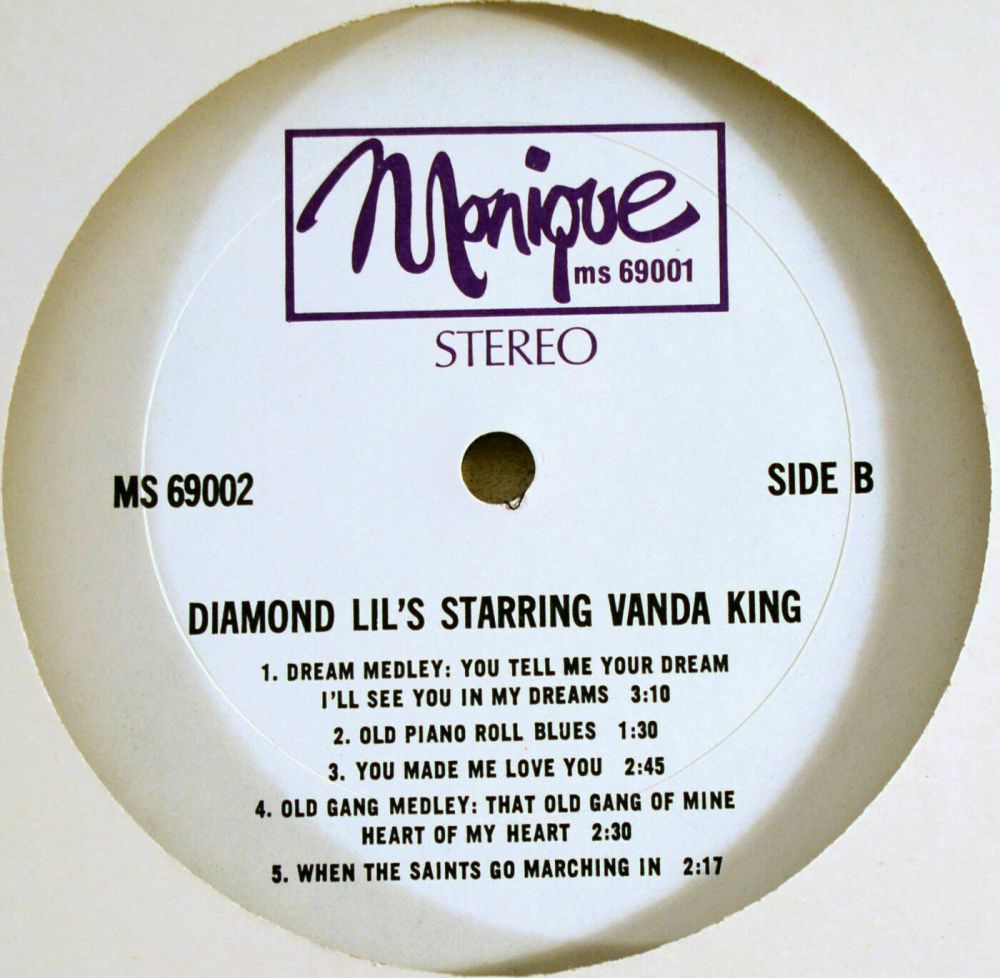 Monique
ms 69001
STEREO
MS 69002
SIDE B
DIAMOND LIL'S STARRING VANDA KING
1. DREAM MEDLEY: YOU TELL ME YOUR DREAM
I'LL SEE YOU IN MY DREAMS 3:10
2. OLD PIANO ROLL BLUES 1:30
3. YOU MADE ME LOVE YOU 2:45
4. OLD GANG MEDLEY: THAT OLD GANG OF MINE
HEART OF MY HEART 2:30
5. WHEN THE SAINTS GO MARCHING IN 2:17